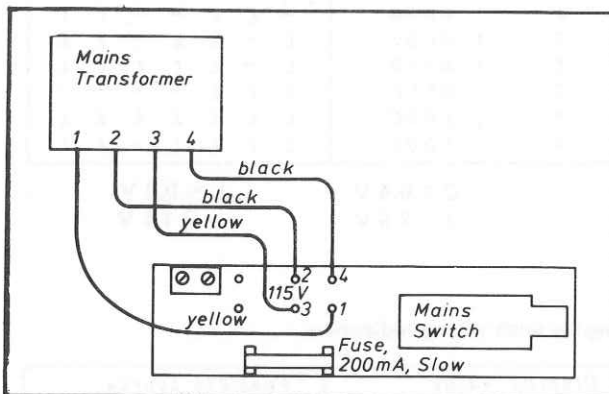 Mains
Transformer
1 2 3 4
black
black
yellow
2 4
115V
3 1
yellow
Mains
Switch
Fuse,
200mA, Slow